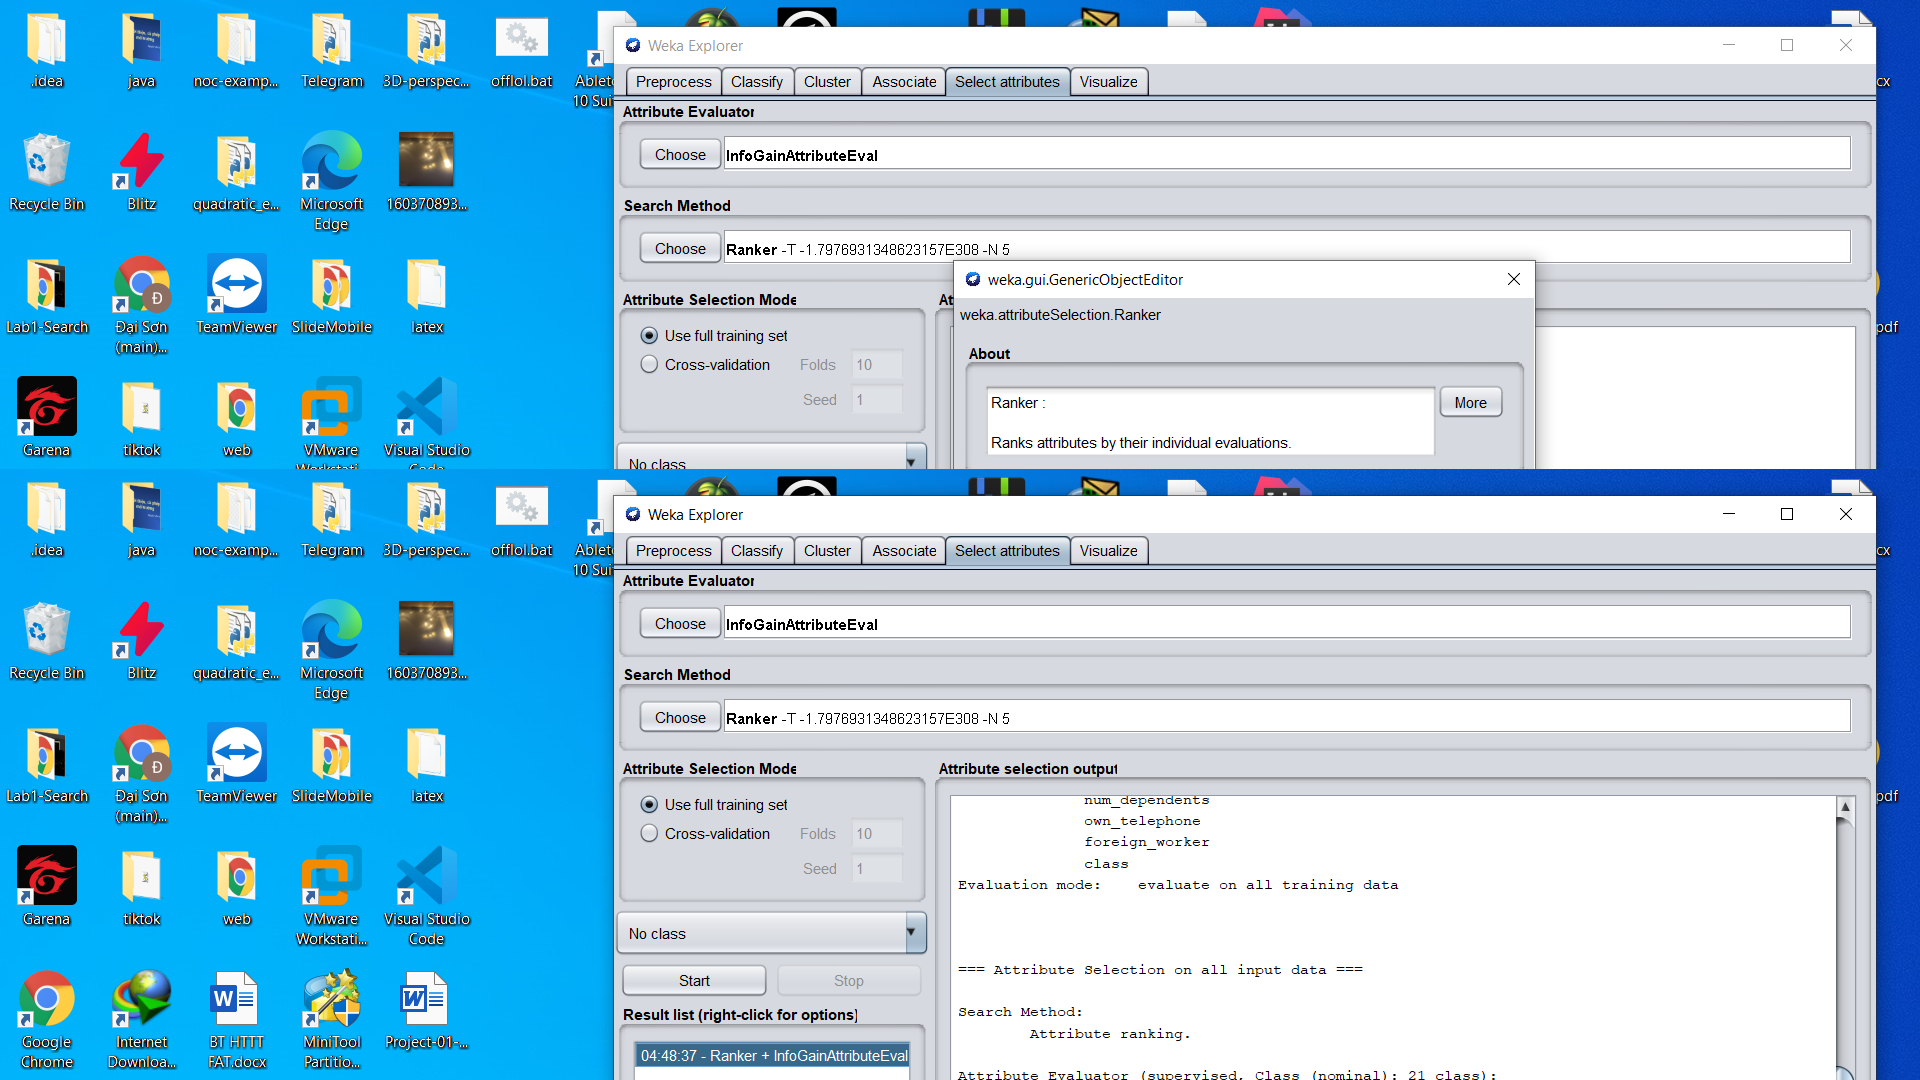 .idea
java
noc-examp...
Telegram
3D-perspec...
offlol.bat
10 Sui
Weka Explorer
Preprocess
Classify
Cluster
Associate
Select attributes
Visualize
cx
Attribute Evaluator
Choose
InfoGainAttributeEval
Recycle Bin
Blitz
quadratic_e...
Microsoft
Edge
160370893...
Search Method
Choose
Ranker -T -1.7976931348623157E308 -N 5
weka.gui.GenericObjectEditor
weka.attributeSelection.Ranker
About
Ranker :
Ranks attributes by their individual evaluations.
More
Attribute Selection Mode
At
Use full training set
Cross-validation
Folds
10
Seed
1
No class
Lab1-Search
Đại Sơn
(main)...
Đ
TeamViewer
SlideMobile
latex
pdf
Garena
tiktok
web
VMware
Workstati...
Visual Studio
Code
.idea
java
noc-examp...
Telegram
3D-perspec...
offlol.bat
10 Sui
Weka Explorer
Preprocess
Classify
Cluster
Associate
Select attributes
Visualize
cx
Attribute Evaluator
Choose
InfoGainAttributeEval
Recycle Bin
Blitz
quadratic_e...
Microsoft
Edge
160370893...
Search Method
Choose
Ranker -T -1.7976931348623157E308 -N 5
Attribute Selection Mode
Use full training set
Cross-validation
Folds
10
Seed
1
No class
Start
Stop
Result list (right-click for options)
04:48:37 - Ranker + InfoGainAttributeEval
Attribute selection output
num_dependents
own_telephone
foreign_worker
class
Evaluation mode:    evaluate on all training data
=== Attribute Selection on all input data ===
Search Method:
Attribute ranking.
Attribute Evaluator (supervised, Class (nominal): 21 class):
Lab1-Search
Đại Sơn
(main)...
Đ
TeamViewer
SlideMobile
latex
pdf
Garena
tiktok
web
VMware
Workstati...
Visual Studio
Code
Google
Chrome
Internet
Downloa...
BT HTTT
FAT.docx
MiniTool
Partitio...
Project-01-...